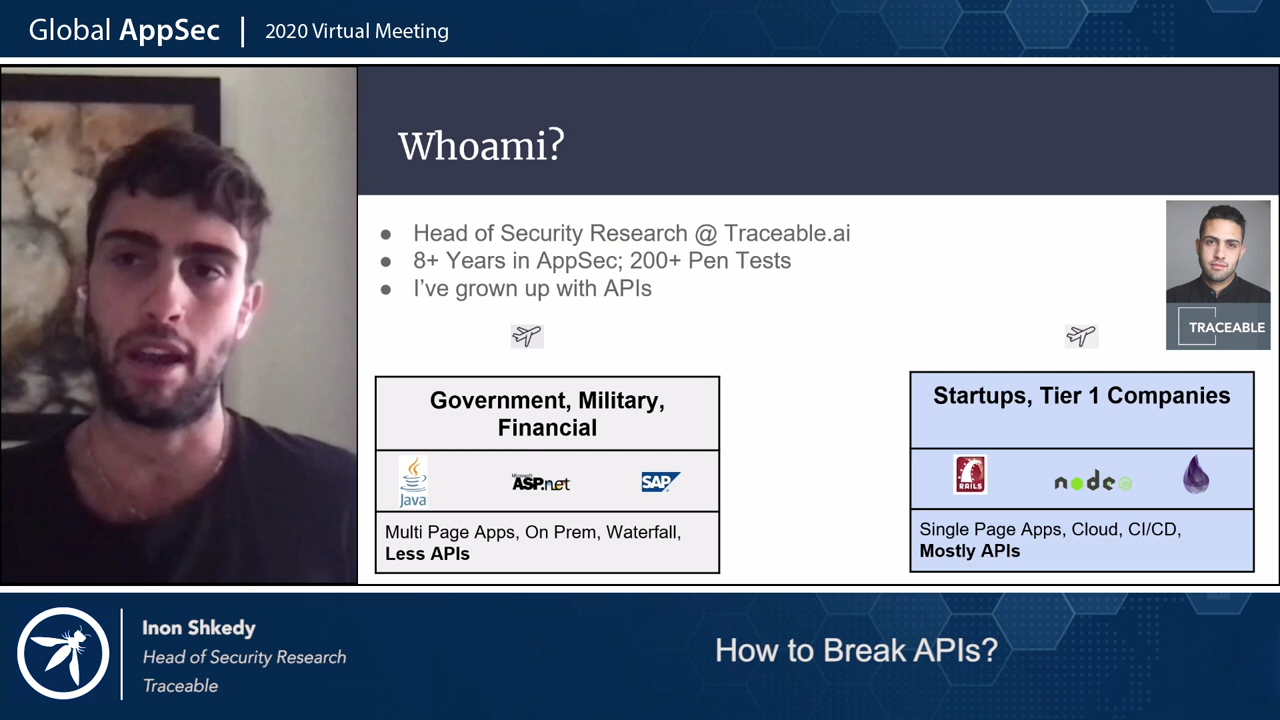 Global AppSec | 2020 Virtual Meeting
Whoami?
● Head of Security Research @ Traceable.ai
● 8+ Years in AppSec; 200+ Pen Tests
● I've grown up with APIs
TRACEABLE
Government, Military,
Financial
Java
Microsoft
ASP.net
SAP
Multi Page Apps, On Prem, Waterfall,
Less APIs
Startups, Tier 1 Companies
RAILS
node
JS
Single Page Apps, Cloud, CI/CD,
Mostly APIs
Inon Shkedy
Head of Security Research
Traceable
How to Break APIs?